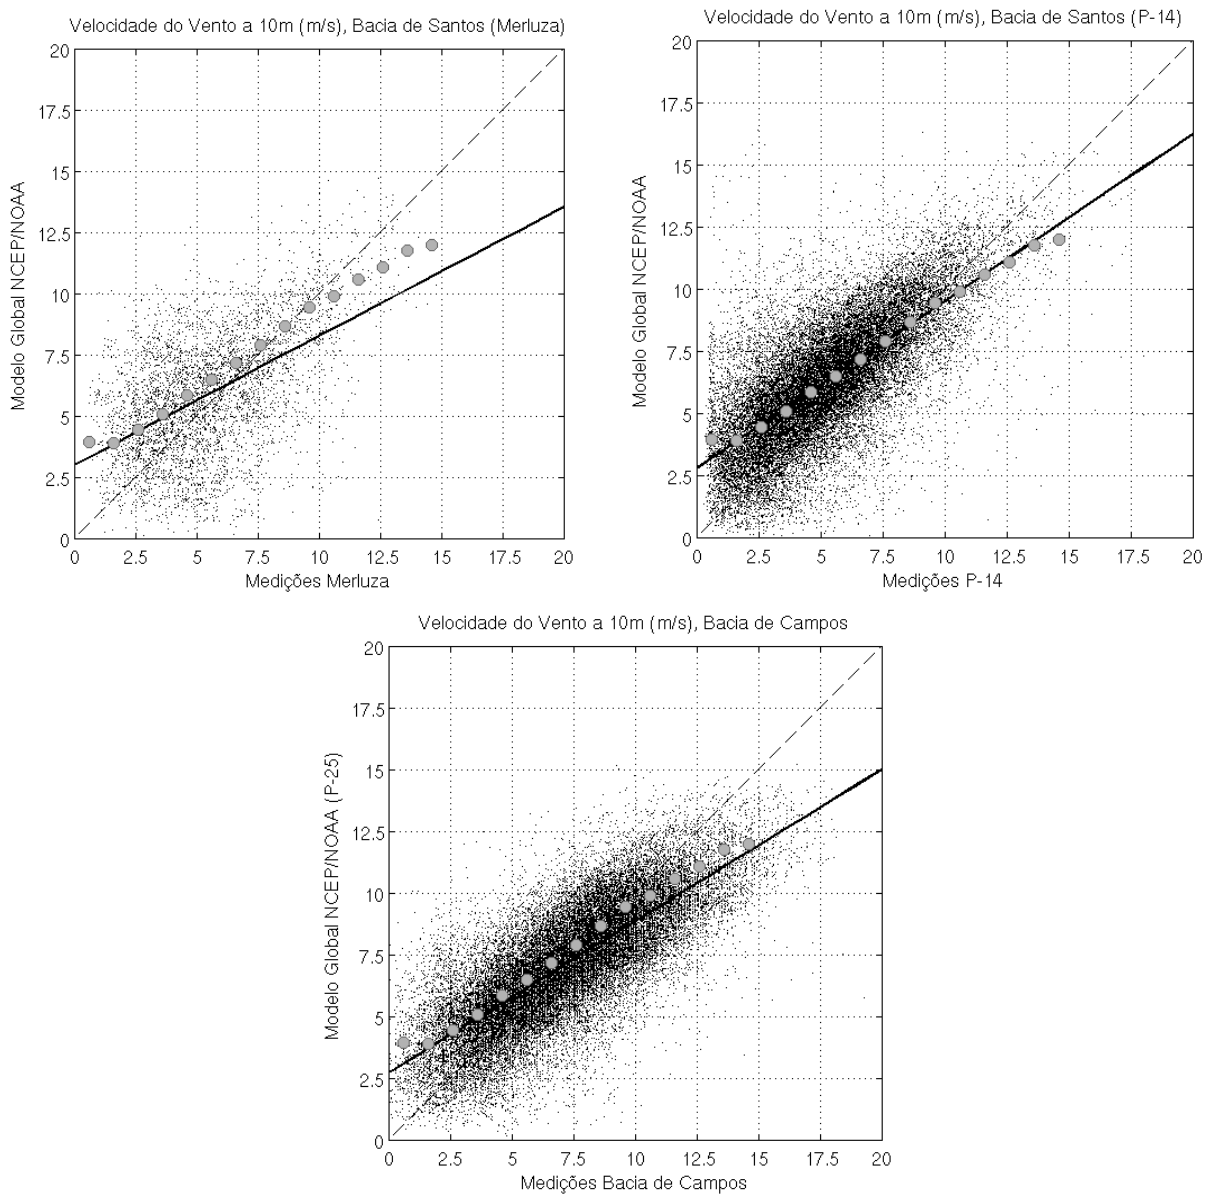 Velocidade do Vento a 10m (m/s), Bacia de Santos (Merluza)
20
17.5
15
12.5
10
7.5
5
2.5
0
Modelo Global NCEP/NOAA
0 2.5 5 7.5 10 12.5 15 17.5 20
Medições Merluza
Velocidade do Vento a 10m (m/s), Bacia de Santos (P-14)
20
17.5
15
12.5
10
7.5
5
2.5
0
Modelo Global NCEP/NOAA
0 2.5 5 7.5 10 12.5 15 17.5 20
Medições P-14
Velocidade do Vento a 10m (m/s), Bacia de Campos
20
17.5
15
12.5
10
7.5
5
2.5
0
Modelo Global NCEP/NOAA (P-25)
0 2.5 5 7.5 10 12.5 15 17.5 20
Medições Bacia de Campos